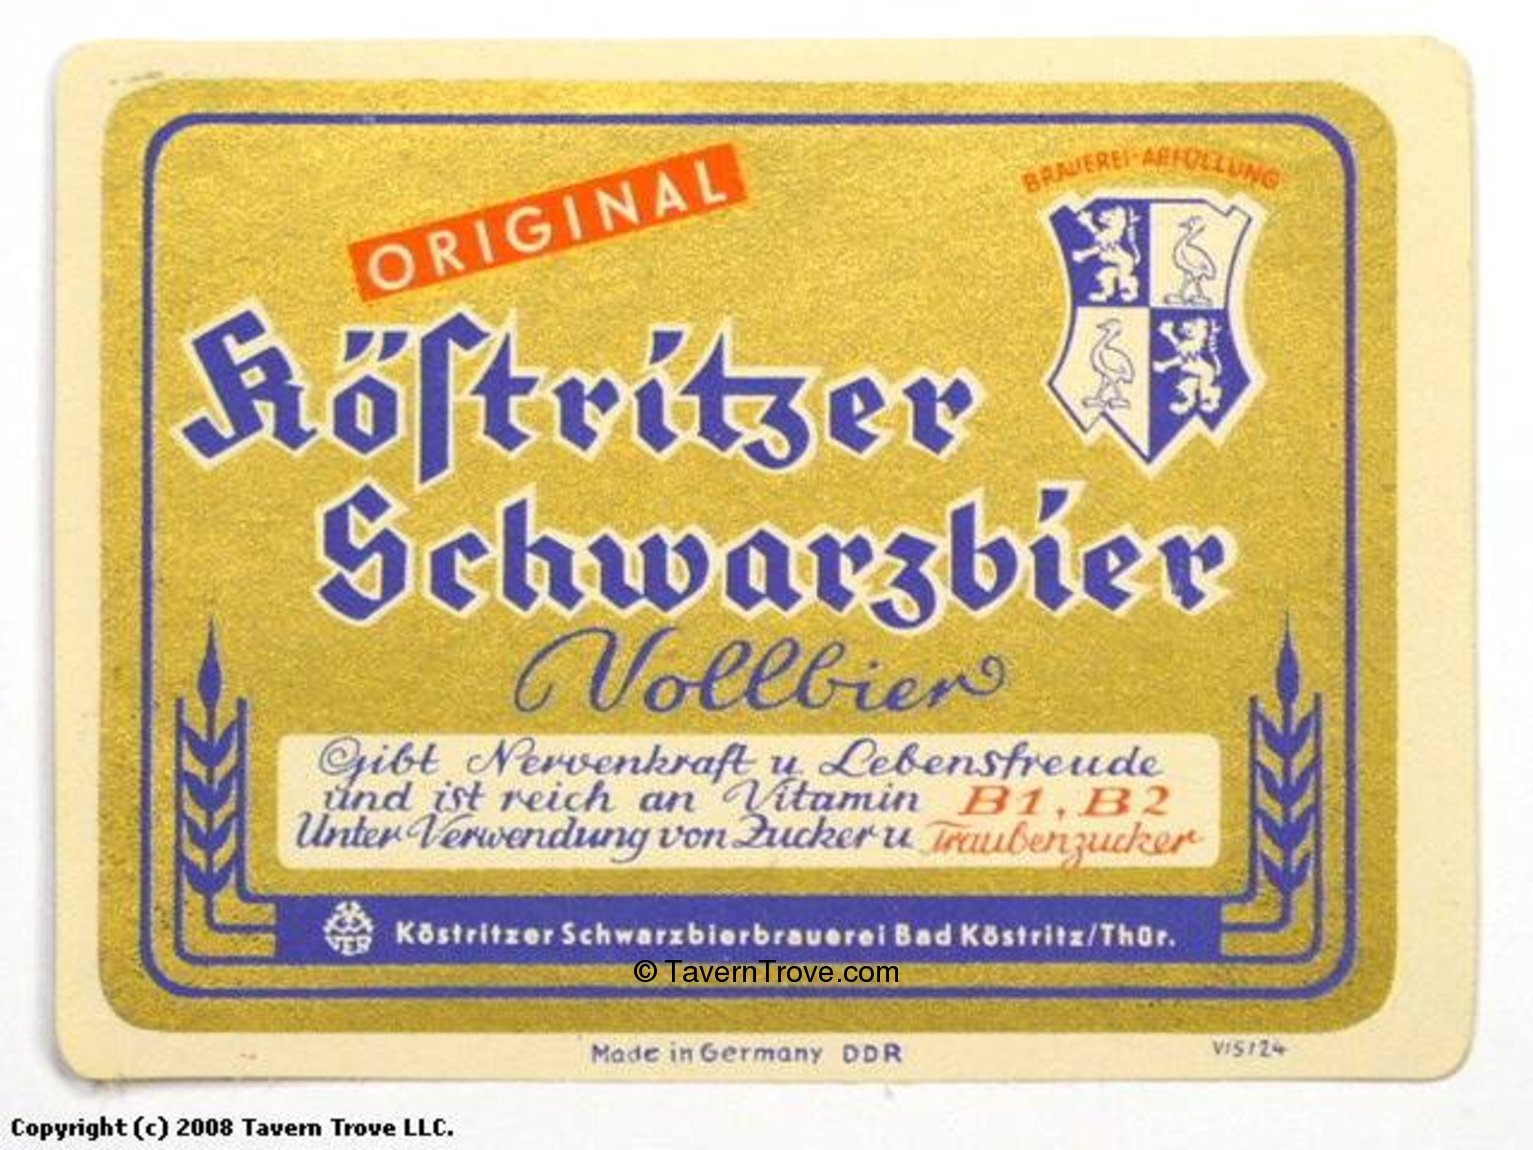 ORIGINAL
BRAUEREI-ABFÜLLUNG
Köſtritzer
Schwarzbier
Vollbier
Gibt Nervenkraft u. Lebensfreude
und ist reich an Vitamin B1, B2
Unter Verwendung von Zucker u. Traubenzucker
VEB
Köstritzer Schwarzbierbrauerei Bad Köstritz/Thür.
© TavernTrove.com
Made in Germany DDR
V/5/24
Copyright (c) 2008 Tavern Trove LLC.